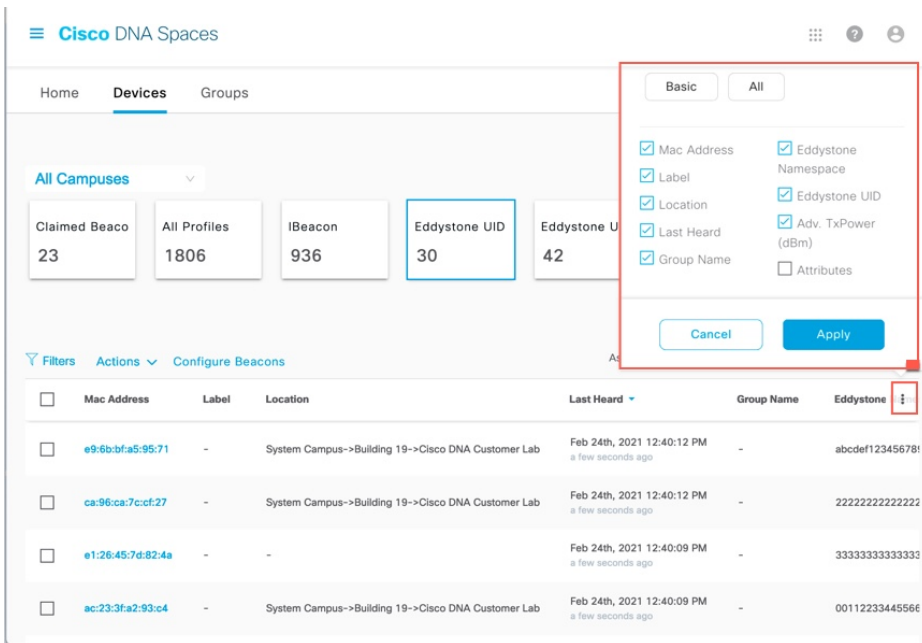 Cisco DNA Spaces
Home Devices Groups
Basic All
Mac Address
Label
Location
Last Heard
Group Name
Eddystone
Namespace
Eddystone UID
Adv. TxPower
(dBm)
Attributes
Cancel Apply
All Campuses
Claimed Beaco
23
All Profiles
1806
IBeacon
936
Eddystone UID
30
Eddystone U
42
Filters Actions Configure Beacons
Mac Address Label Location Last Heard Group Name Eddystone
e9:6b:bf:a5:95:71 - System Campus->Building 19->Cisco DNA Customer Lab Feb 24th, 2021 12:40:12 PM - abcdef123456789
a few seconds ago
ca:96:ca:7c:cf:27 - System Campus->Building 19->Cisco DNA Customer Lab Feb 24th, 2021 12:40:12 PM - 22222222222222
a few seconds ago
e1:26:45:7d:82:4a - - Feb 24th, 2021 12:40:09 PM - 33333333333333
a few seconds ago
ac:23:3f:a2:93:c4 - System Campus->Building 19->Cisco DNA Customer Lab Feb 24th, 2021 12:40:09 PM - 00112233445566
a few seconds ago